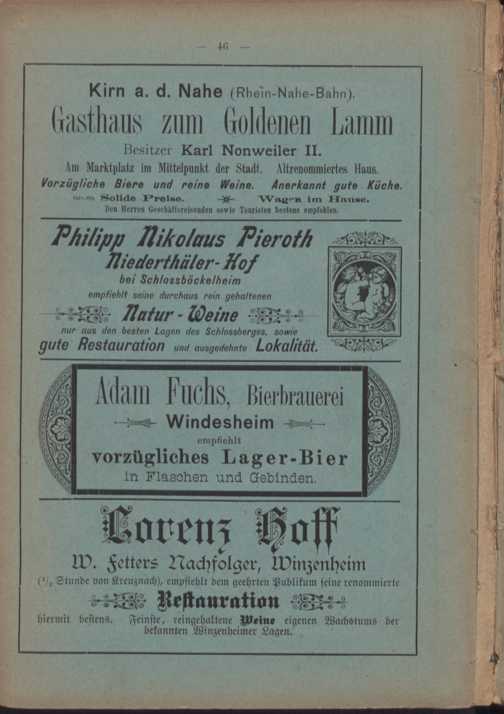 — 46 —
Kirn a. d. Nahe (Rhein-Nahe-Bahn).
Gasthaus zum Goldenen Lamm
Besitzer Karl Nonweiler II.
Am Marktplatz im Mittelpunkt der Stadt. Altrenommiertes Haus.
Vorzügliche Biere und reine Weine. Anerkannt gute Küche.
Solide Preise. Wagen im Hause.
Den Herren Geschäftsreisenden sowie Touristen bestens empfohlen.
Philipp Nikolaus Pieroth
Niederthäler-Hof
bei Schlossböckelheim
empfiehlt seine durchaus rein gehaltenen
Natur-Weine
nur aus den besten Lagen des Schlossberges, sowie
gute Restauration und ausgedehnte Lokalität.
Adam Fuchs, Bierbrauerei
Windesheim
empfiehlt
vorzügliches Lager-Bier
in Flaschen und Gebinden.
Lorenz Hoff
W. Fetters Nachfolger, Winzenheim
(1/2 Stunde von Kreuznach), empfiehlt dem geehrten Publikum seine renommierte
Restauration
hiermit bestens. Feinste, reingehaltene Weine eigenen Wachstums der
bekannten Winzenheimer Lagen.